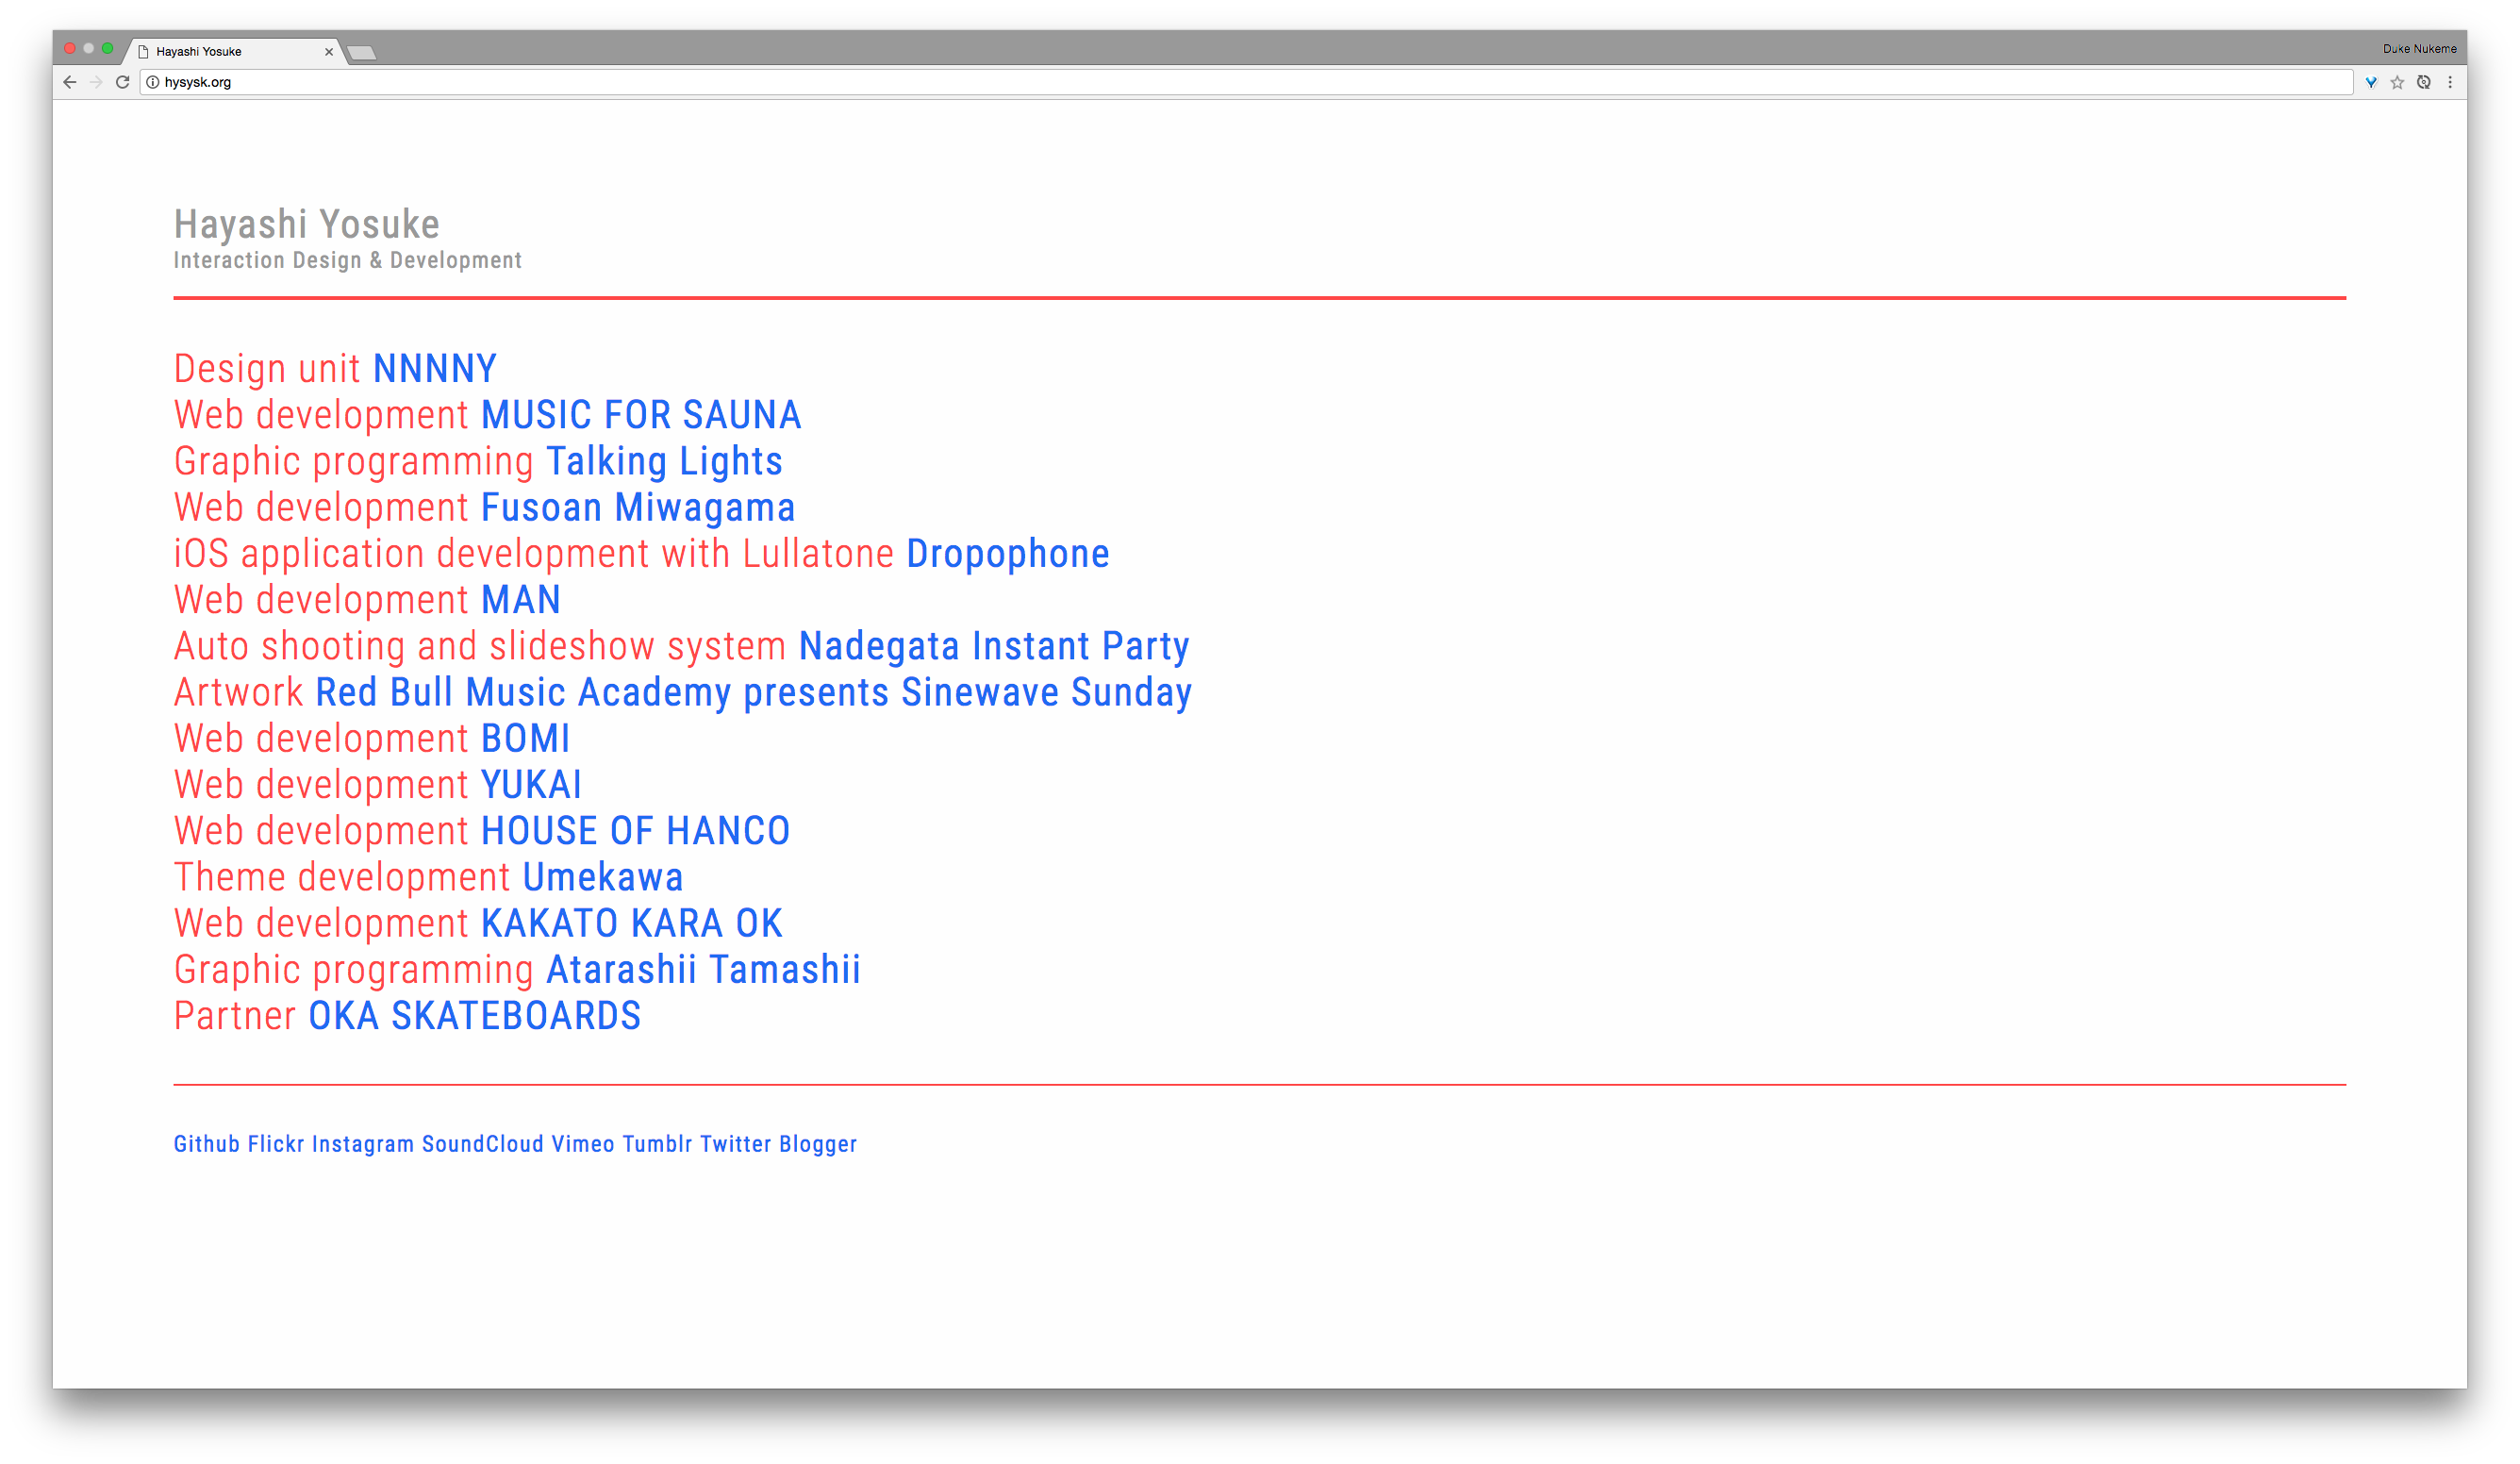 Hayashi Yosuke
Duke Nukeme
hysysk.org
Hayashi Yosuke
Interaction Design & Development
Design unit NNNNY
Web development MUSIC FOR SAUNA
Graphic programming Talking Lights
Web development Fusoan Miwagama
iOS application development with Lullatone Dropophone
Web development MAN
Auto shooting and slideshow system Nadegata Instant Party
Artwork Red Bull Music Academy presents Sinewave Sunday
Web development BOMI
Web development YUKAI
Web development HOUSE OF HANCO
Theme development Umekawa
Web development KAKATO KARA OK
Graphic programming Atarashii Tamashii
Partner OKA SKATEBOARDS
Github Flickr Instagram SoundCloud Vimeo Tumblr Twitter Blogger